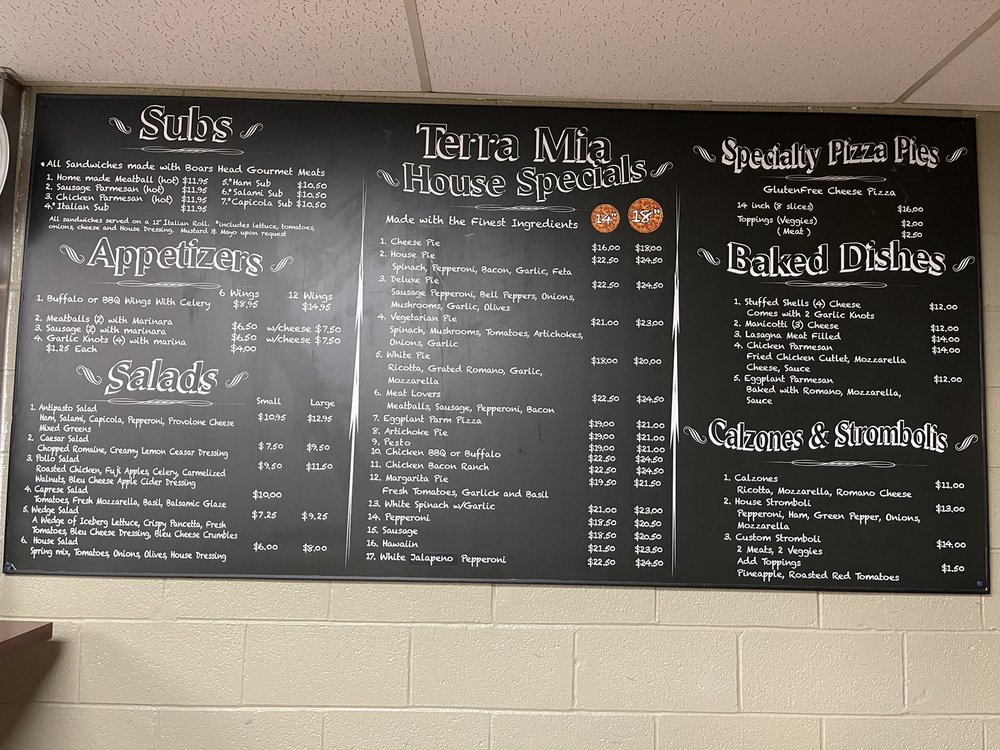 Subs
All Sandwiches made with Boars Head Gourmet Meats
1. Home made Meatball (hot) $11.95 5.*Ham Sub $10.50
2. Sausage Parmesan (hot) $11.95 6.*Salami Sub $10.50
3. Chicken Parmesan (hot) $11.95 7.*Capicola Sub $10.50
4.*Italian Sub $11.95
All sandwiches served on a 12" Italian Roll. *includes lettuce, tomatoes,
onions, cheese and House Dressing. Mustard & Mayo upon request
Appetizers
6 Wings 12 Wings
1. Buffalo or BBQ Wings With Celery $8.95 $14.95
2. Meatballs (2) with Marinara $6.50 w/cheese $7.50
3. Sausage (2) with marinara $6.50 w/cheese $7.50
4. Garlic Knots (4) with marina $4.00
$1.25 Each
Salads
Small Large
1. Antipasto Salad
Ham, Salami, Capicola, Pepperoni, Provolone Cheese $10.95 $12.95
Mixed Greens
2. Caesar Salad
Chopped Romaine, Creamy Lemon Ceasar Dressing $7.50 $9.50
3. Pollo Salad
Roasted Chicken, Fuji Apples, Celery, Carmelized $9.50 $11.50
Walnuts, Bleu Cheese Apple Cider Dressing
4. Caprese Salad $10.00
Tomatoes, Fresh Mozzarella, Basil, Balsamic Glaze
5. Wedge Salad $7.25 $9.25
A Wedge of Iceberg Lettuce, Crispy Pancetta, Fresh
Tomatoes, Bleu Cheese Dressing, Bleu Cheese Crumbles
6. House Salad $6.00 $8.00
Spring mix, Tomatoes, Onions, Olives, House Dressing
Terra Mia
House Specials
Made with the Finest Ingredients 14" 18"
1. Cheese Pie $16.00 $18.00
2. House Pie $22.50 $24.50
Spinach, Pepperoni, Bacon, Garlic, Feta
3. Deluxe Pie $22.50 $24.50
Sausage Pepperoni, Bell Peppers, Onions,
Mushrooms, Garlic, Olives
4. Vegetarian Pie $21.00 $23.00
Spinach, Mushrooms, Tomatoes, Artichokes,
Onions, Garlic
5. White Pie $18.00 $20.00
Ricotta, Grated Romano, Garlic,
Mozzarella
6. Meat Lovers $22.50 $24.50
Meatballs, Sausage, Pepperoni, Bacon
7. Eggplant Parm Pizza $19.00 $21.00
8. Artichoke Pie $19.00 $21.00
9. Pesto $19.00 $21.00
10. Chicken BBQ or Buffalo $22.50 $24.50
11. Chicken Bacon Ranch $22.50 $24.50
12. Margarita Pie $19.50 $21.50
Fresh Tomatoes, Garlick and Basil
13. White Spinach w/Garlic $21.00 $23.00
14. Pepperoni $18.50 $20.50
15. Sausage $18.50 $20.50
16. Hawaiin $21.50 $23.50
17. White Jalapeno Pepperoni $22.50 $24.50
Specialty Pizza Pies
GlutenFree Cheese Pizza
14 inch (8 slices) $16.00
Toppings (Veggies) $2.00
(Meat) $2.50
Baked Dishes
1. Stuffed Shells (4) Cheese $12.00
Comes with 2 Garlic Knots
2. Manicotti (3) Cheese $12.00
3. Lasagna Meat Filled $14.00
4. Chicken Parmesan $14.00
Fried Chicken Cutlet, Mozzarella
Cheese, Sauce
5. Eggplant Parmesan $12.00
Baked with Romano, Mozzarella,
Sauce
Calzones & Strombolis
1. Calzones $11.00
Ricotta, Mozzarella, Romano Cheese
2. House Stromboli $13.00
Pepperoni, Ham, Green Pepper, Onions,
Mozzarella
3. Custom Stromboli $14.00
2 Meats, 2 Veggies
Add Toppings $1.50
Pineapple, Roasted Red Tomatoes